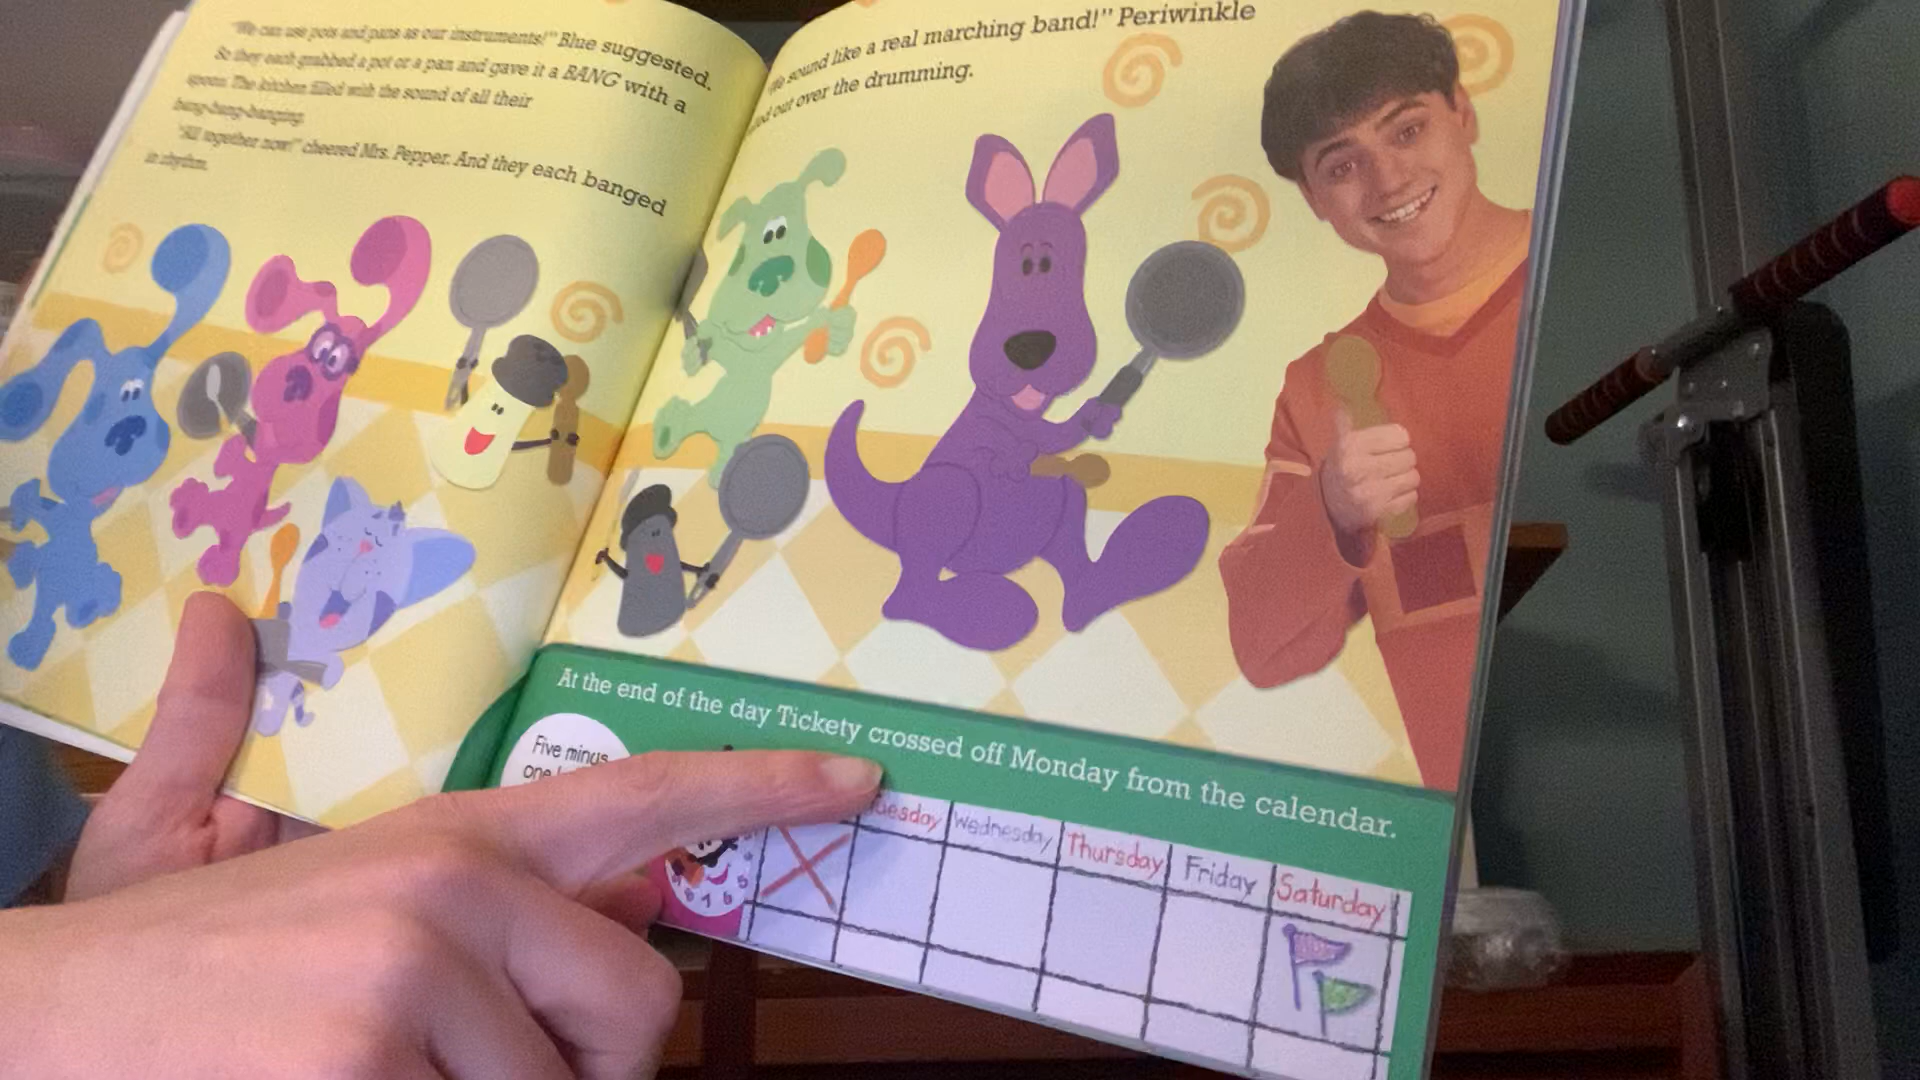 "We can use pots and pans as our instruments!" Blue suggested.
So they each grabbed a pot or a pan and gave it a BANG with a
spoon. The kitchen filled with the sound of all their
bang-bang-banging.
"All together now!" cheered Mrs. Pepper. And they each banged
in rhythm.
sound like a real marching band!" Periwinkle
out over the drumming.
At the end of the day Tickety crossed off Monday from the calendar.
Five minus
one
Tuesday Wednesday Thursday Friday Saturday